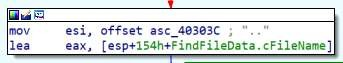 mov     esi, offset asc_40303C ; ".."
lea     eax, [esp+154h+FindFileData.cFileName]